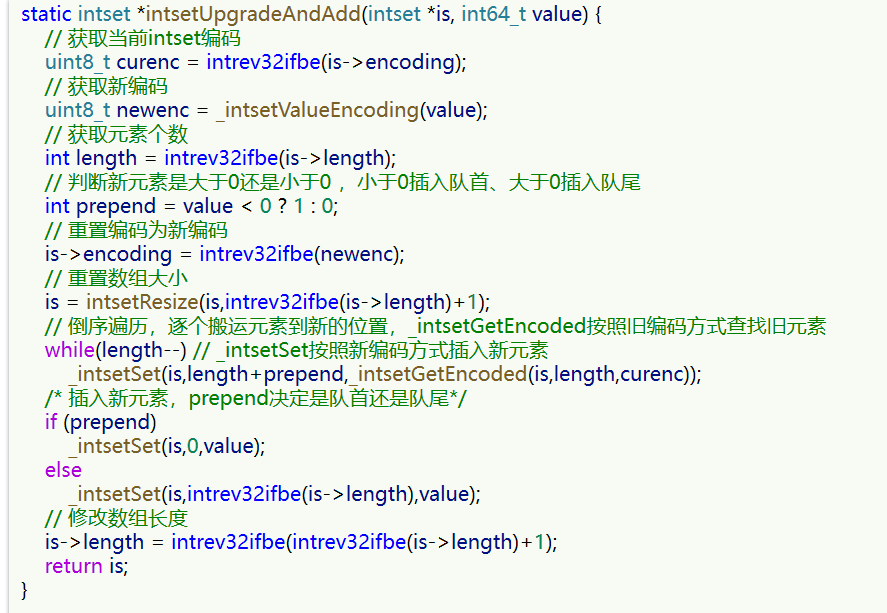 static intset *intsetUpgradeAndAdd(intset *is, int64_t value) {
// 获取当前intset编码
uint8_t curenc = intrev32ifbe(is->encoding);
// 获取新编码
uint8_t newenc = _intsetValueEncoding(value);
// 获取元素个数
int length = intrev32ifbe(is->length);
// 判断新元素是大于0还是小于0 ，小于0插入队首、大于0插入队尾
int prepend = value < 0 ? 1 : 0;
// 重置编码为新编码
is->encoding = intrev32ifbe(newenc);
// 重置数组大小
is = intsetResize(is,intrev32ifbe(is->length)+1);
// 倒序遍历，逐个搬运元素到新的位置，_intsetGetEncoded按照旧编码方式查找旧元素
while(length--) // _intsetSet按照新编码方式插入新元素
_intsetSet(is,length+prepend,_intsetGetEncoded(is,length,curenc));
/* 插入新元素，prepend决定是队首还是队尾*/
if (prepend)
_intsetSet(is,0,value);
else
_intsetSet(is,intrev32ifbe(is->length),value);
// 修改数组长度
is->length = intrev32ifbe(intrev32ifbe(is->length)+1);
return is;
}